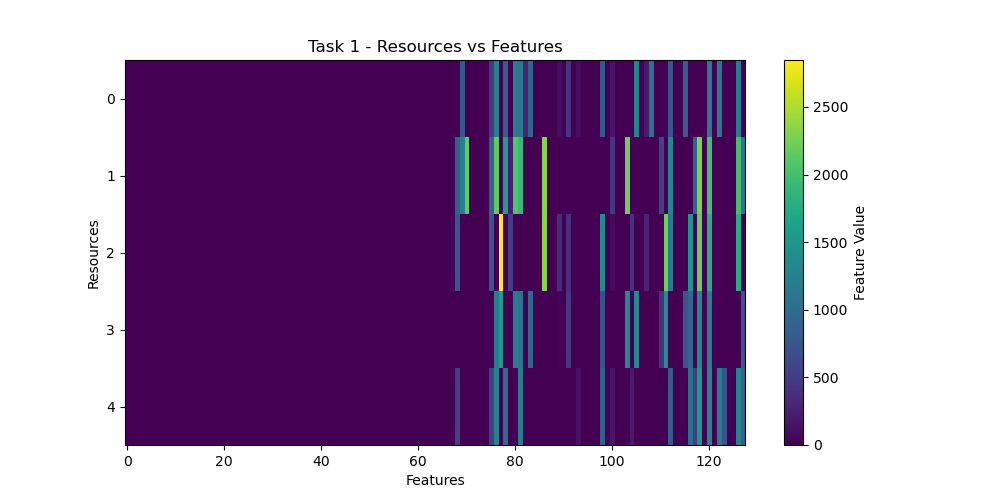 Task 1 - Resources vs Features
0
1
2
3
4
Resources
0 20 40 60 80 100 120
Features
2500
2000
1500
1000
500
0
Feature Value